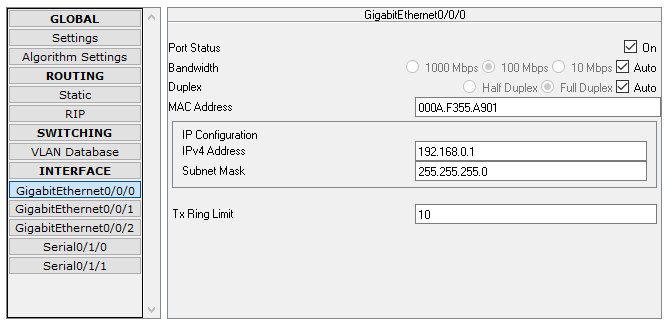 GLOBAL
Settings
Algorithm Settings
ROUTING
Static
RIP
SWITCHING
VLAN Database
INTERFACE
GigabitEthernet0/0/0
GigabitEthernet0/0/1
GigabitEthernet0/0/2
Serial0/1/0
Serial0/1/1
GigabitEthernet0/0/0
Port Status On
Bandwidth 1000 Mbps 100 Mbps 10 Mbps Auto
Duplex Half Duplex Full Duplex Auto
MAC Address 000A.F355.A901
IP Configuration
IPv4 Address 192.168.0.1
Subnet Mask 255.255.255.0
Tx Ring Limit 10